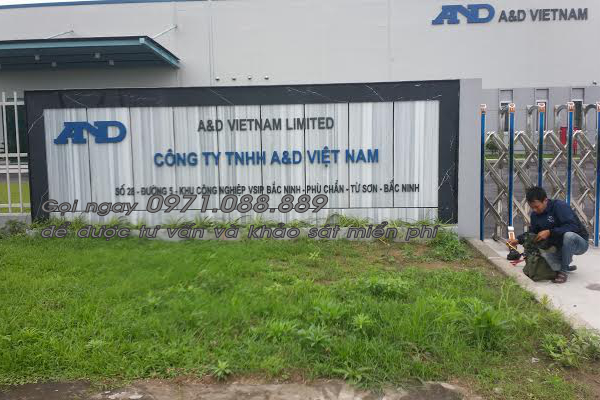 AND A&D VIETNAM
AND
A&D VIETNAM LIMITED
CÔNG TY TNHH A&D VIỆT NAM
SỐ 28 - ĐƯỜNG 5 - KHU CÔNG NGHIỆP VSIP BẮC NINH - PHÙ CHẨN - TỪ SƠN - BẮC NINH
Gọi ngay 0971.088.889
để được tư vấn và khảo sát miễn phí